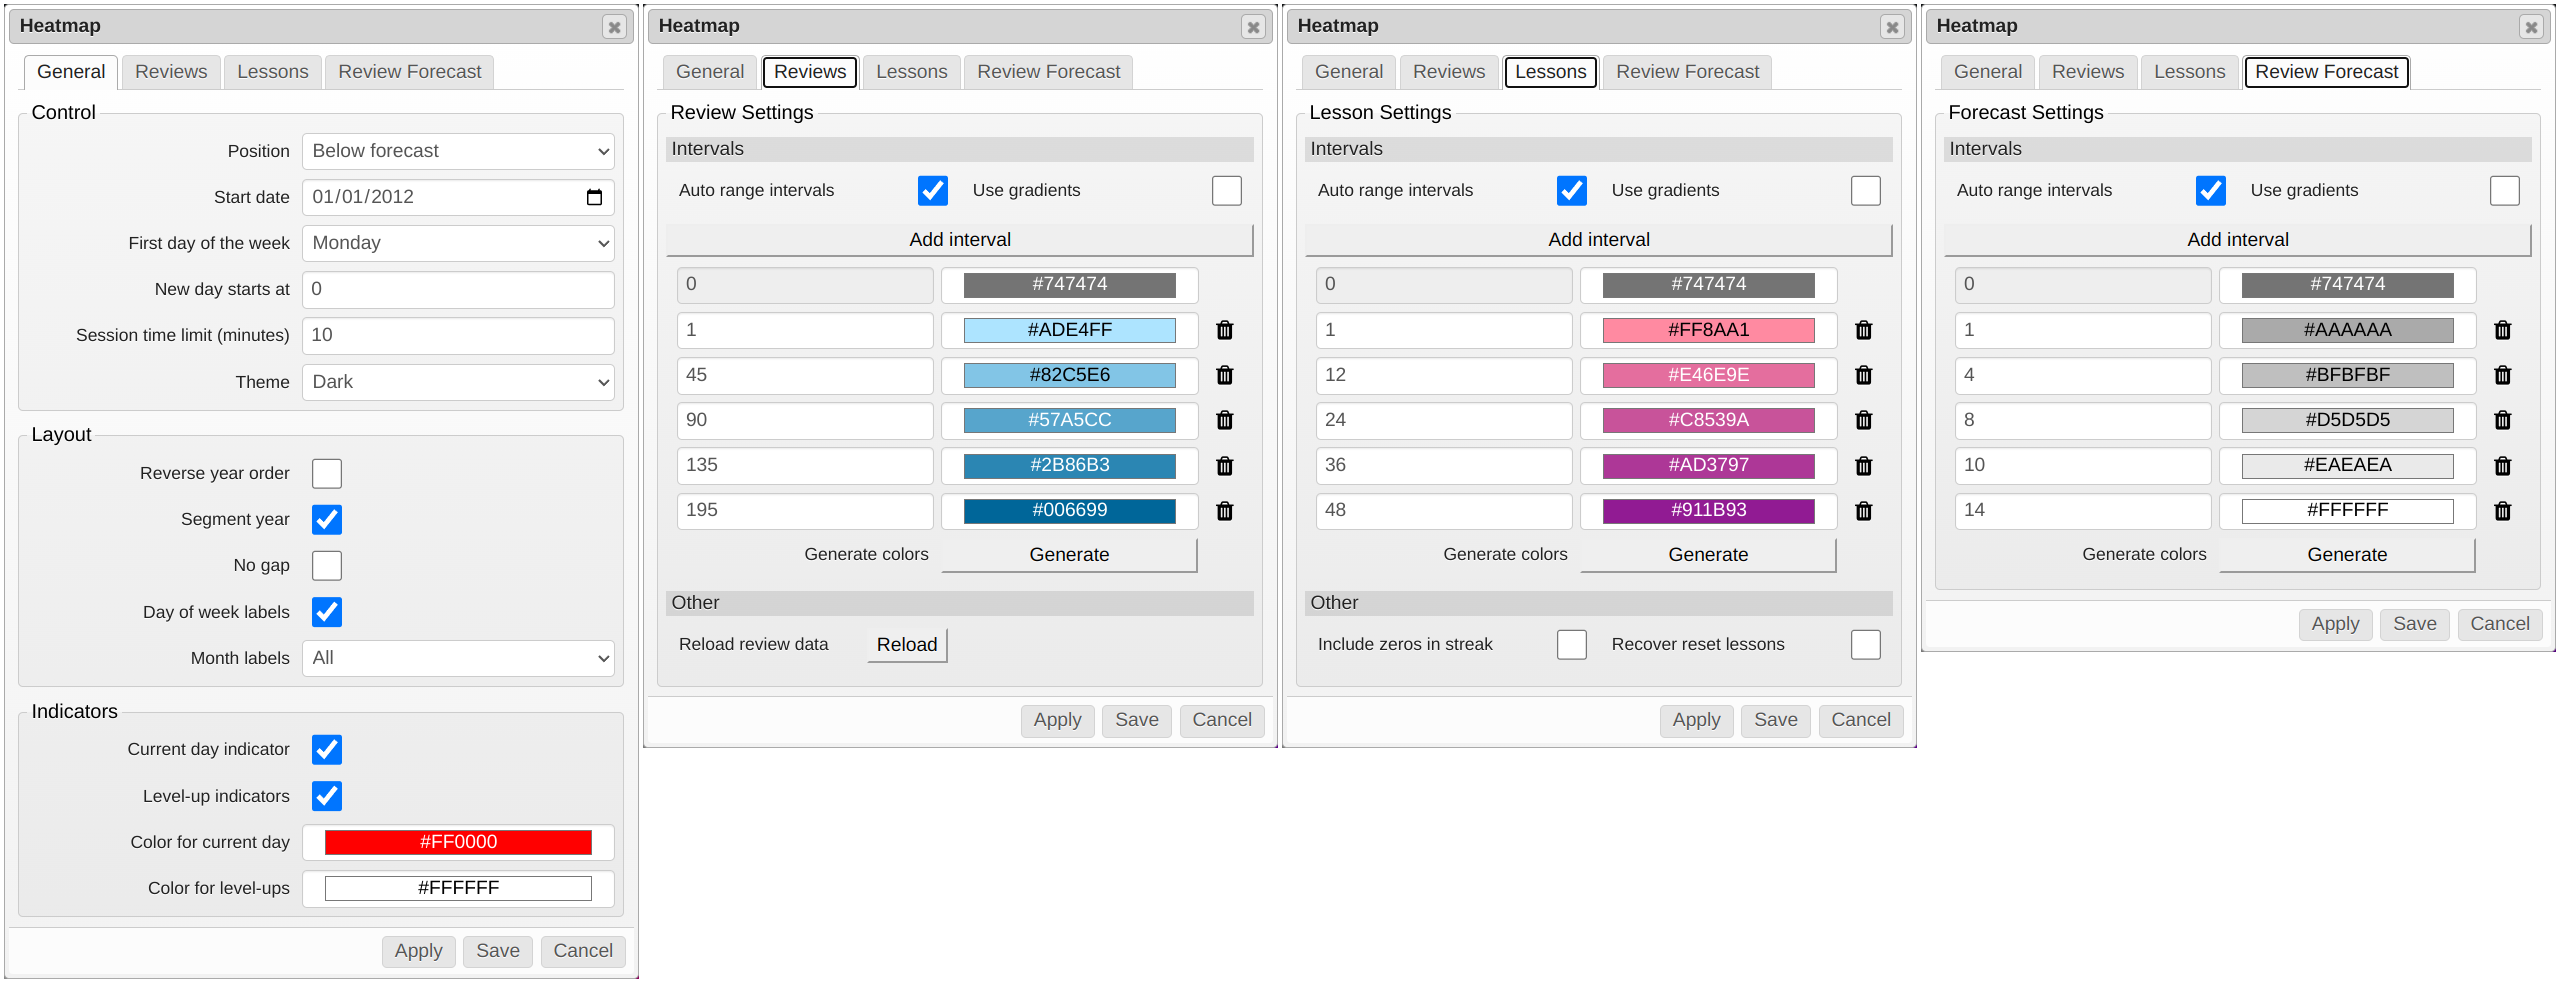 Heatmap
General Reviews Lessons Review Forecast
Control
Position Below forecast
Start date 01/01/2012
First day of the week Monday
New day starts at 0
Session time limit (minutes) 10
Theme Dark
Layout
Reverse year order
Segment year
No gap
Day of week labels
Month labels All
Indicators
Current day indicator
Level-up indicators
Color for current day #FF0000
Color for level-ups #FFFFFF
Apply Save Cancel
Heatmap
General Reviews Lessons Review Forecast
Review Settings
Intervals
Auto range intervals Use gradients
Add interval
0 #747474
1 #ADE4FF
45 #82C5E6
90 #57A5CC
135 #2B86B3
195 #006699
Generate colors Generate
Other
Reload review data Reload
Apply Save Cancel
Heatmap
General Reviews Lessons Review Forecast
Lesson Settings
Intervals
Auto range intervals Use gradients
Add interval
0 #747474
1 #FF8AA1
12 #E46E9E
24 #C8539A
36 #AD3797
48 #911B93
Generate colors Generate
Other
Include zeros in streak Recover reset lessons
Apply Save Cancel
Heatmap
General Reviews Lessons Review Forecast
Forecast Settings
Intervals
Auto range intervals Use gradients
Add interval
0 #747474
1 #AAAAAA
4 #BFBFBF
8 #D5D5D5
10 #EAEAEA
14 #FFFFFF
Generate colors Generate
Apply Save Cancel